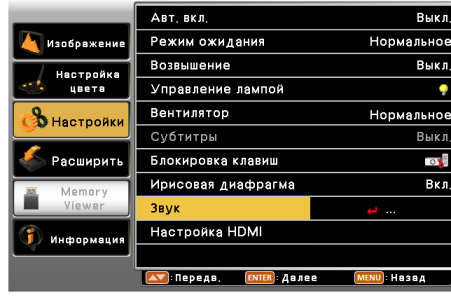 Изображение
Настройка
цвета
Настройки
Расширить
Memory
Viewer
Информация
Авт. вкл. Выкл.
Режим ожидания Нормальное
Возвышение Выкл.
Управление лампой
Вентилятор Нормальное
Субтитры Выкл.
Блокировка клавиш
Ирисовая диафрагма Вкл.
Звук ...
Настройка HDMI
:Передв. ENTER :Далее MENU :Назад